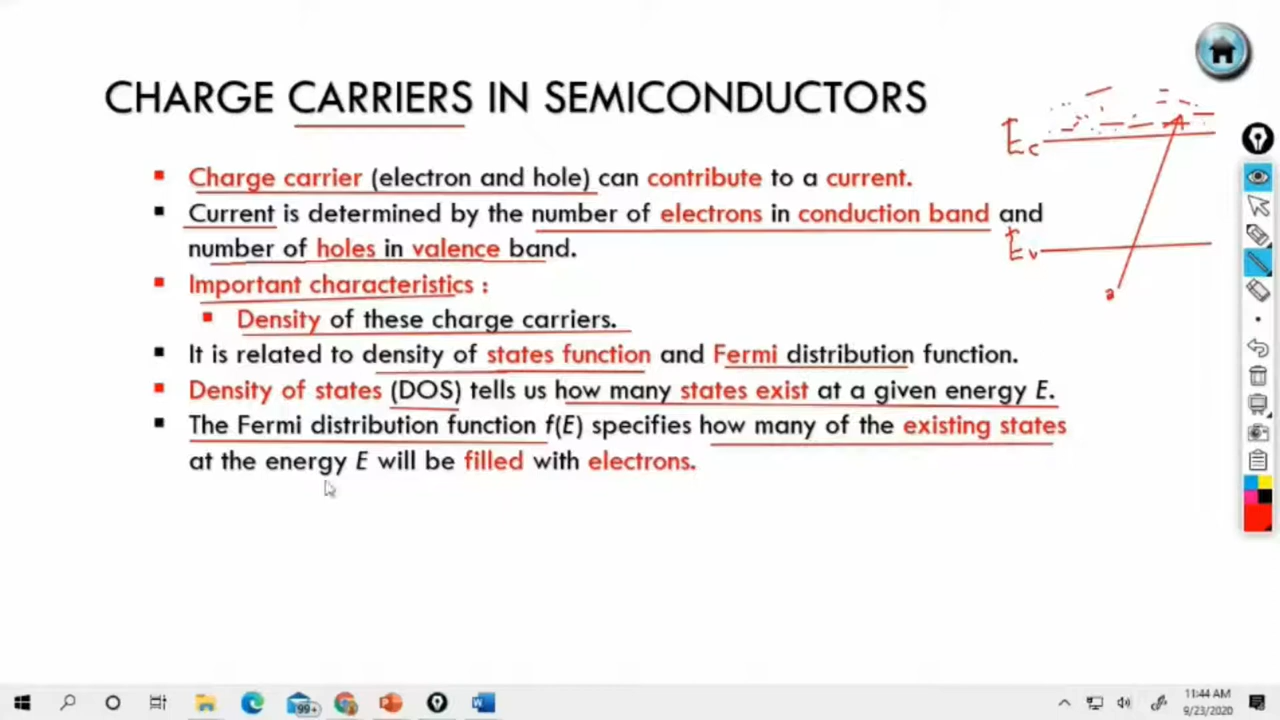 CHARGE CARRIERS IN SEMICONDUCTORS
Charge carrier (electron and hole) can contribute to a current.
Current is determined by the number of electrons in conduction band and
number of holes in valence band.
Important characteristics :
Density of these charge carriers.
It is related to density of states function and Fermi distribution function.
Density of states (DOS) tells us how many states exist at a given energy E.
The Fermi distribution function f(E) specifies how many of the existing states
at the energy E will be filled with electrons.
Ec
Ev
99+
11:44 AM
9/23/2020